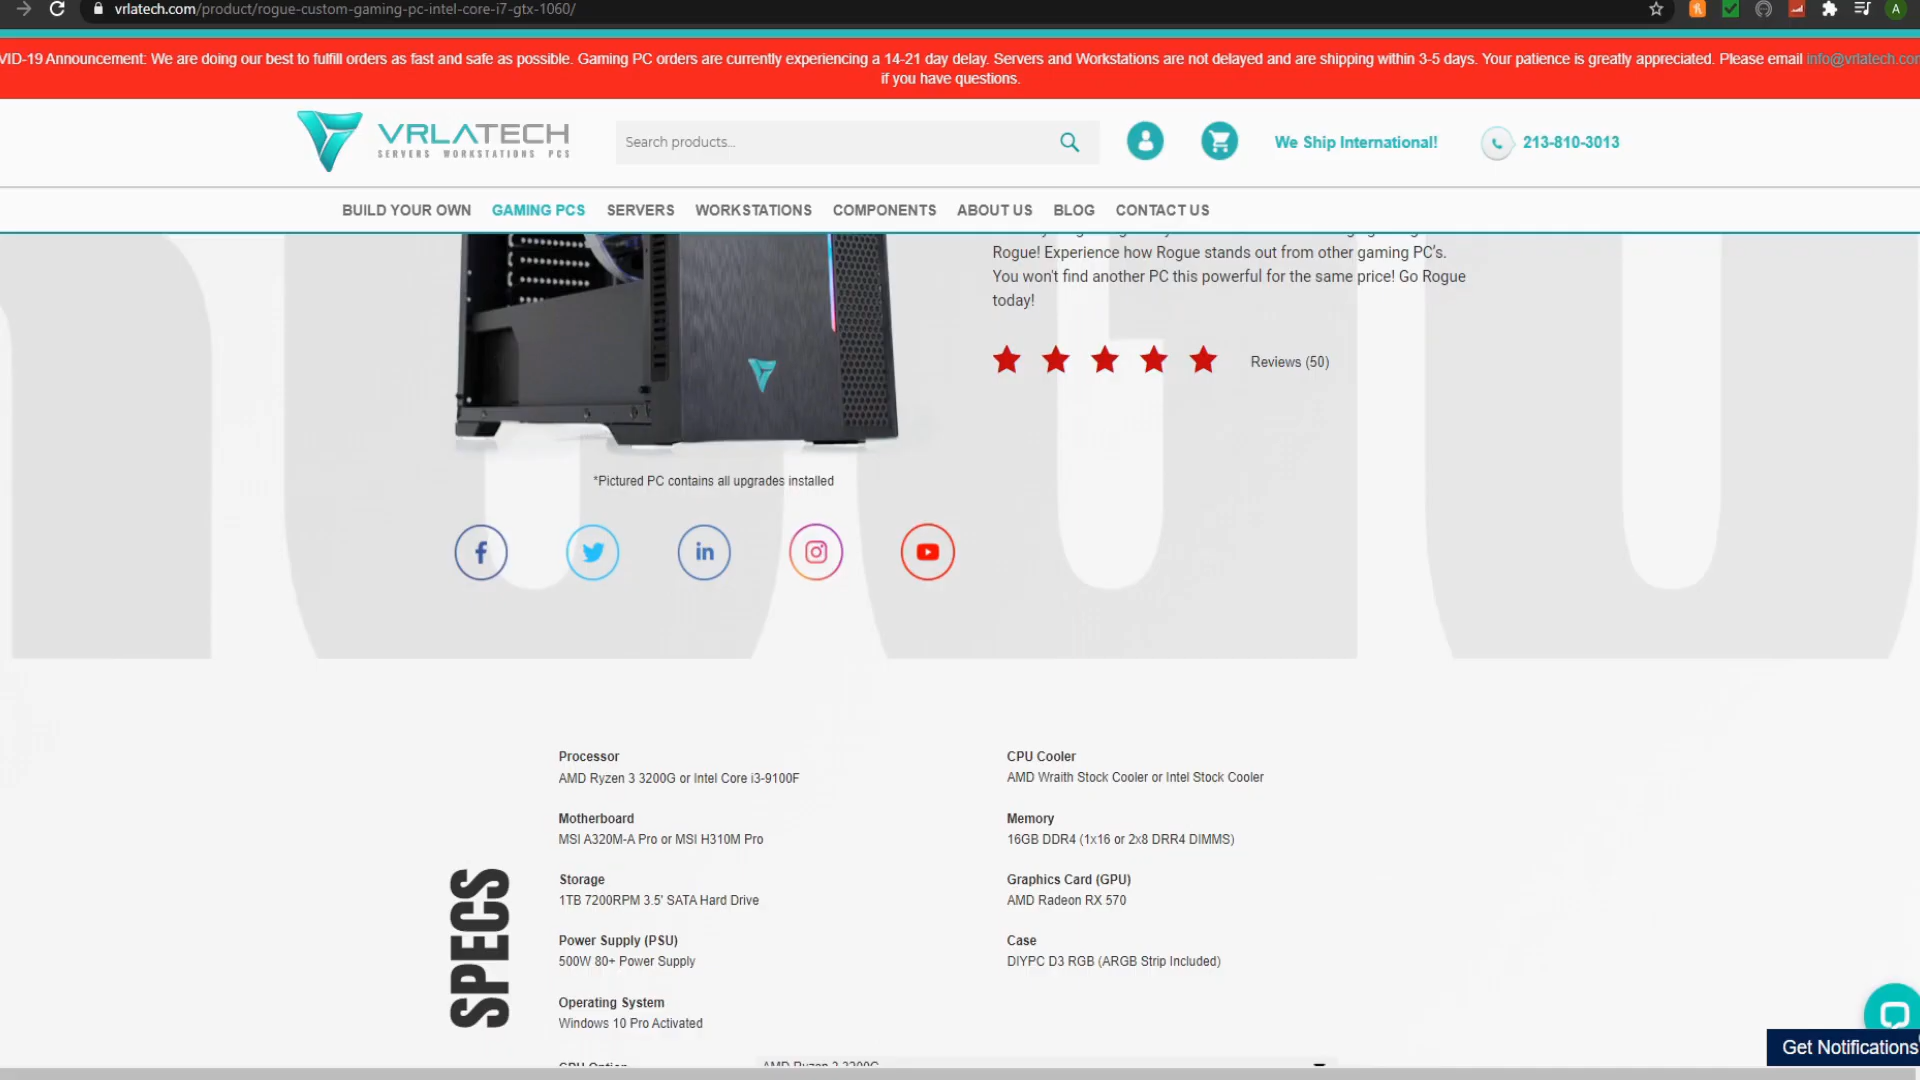 vrlatech.com/product/rogue-custom-gaming-pc-intel-core-i7-gtx-1060/
A
VID-19 Announcement: We are doing our best to fulfill orders as fast and safe as possible. Gaming PC orders are currently experiencing a 14-21 day delay. Servers and Workstations are not delayed and are shipping within 3-5 days. Your patience is greatly appreciated. Please email info@vrlatech.com
if you have questions.
VRLATECH
SERVERS WORKSTATIONS PCS
Search products...
We Ship International!
213-810-3013
BUILD YOUR OWN GAMING PCS SERVERS WORKSTATIONS COMPONENTS ABOUT US BLOG CONTACT US
Rogue! Experience how Rogue stands out from other gaming PC's.
You won't find another PC this powerful for the same price! Go Rogue
today!
Reviews (50)
*Pictured PC contains all upgrades installed
SPECS
Processor
AMD Ryzen 3 3200G or Intel Core i3-9100F
CPU Cooler
AMD Wraith Stock Cooler or Intel Stock Cooler
Motherboard
MSI A320M-A Pro or MSI H310M Pro
Memory
16GB DDR4 (1x16 or 2x8 DRR4 DIMMS)
Storage
1TB 7200RPM 3.5' SATA Hard Drive
Graphics Card (GPU)
AMD Radeon RX 570
Power Supply (PSU)
500W 80+ Power Supply
Case
DIYPC D3 RGB (ARGB Strip Included)
Operating System
Windows 10 Pro Activated
CPU Option
AMD Ryzen 3 3200G
Get Notifications